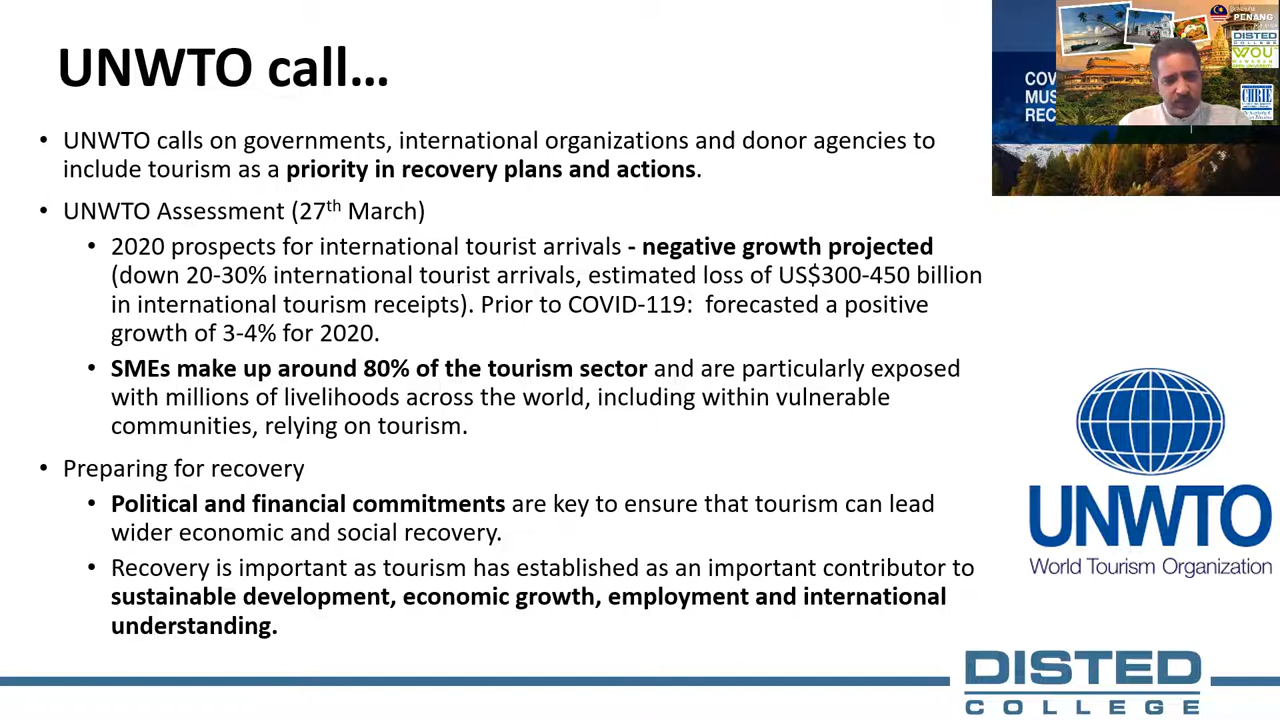 UNWTO call...
• UNWTO calls on governments, international organizations and donor agencies to
include tourism as a priority in recovery plans and actions.
• UNWTO Assessment (27th March)
• 2020 prospects for international tourist arrivals - negative growth projected
(down 20-30% international tourist arrivals, estimated loss of US$300-450 billion
in international tourism receipts). Prior to COVID-119: forecasted a positive
growth of 3-4% for 2020.
• SMEs make up around 80% of the tourism sector and are particularly exposed
with millions of livelihoods across the world, including within vulnerable
communities, relying on tourism.
• Preparing for recovery
• Political and financial commitments are key to ensure that tourism can lead
wider economic and social recovery.
• Recovery is important as tourism has established as an important contributor to
sustainable development, economic growth, employment and international
understanding.
COV
MUS
REC
PENANG
DISTED
COLLEGE
WOU
CHRIE
UNWTO
World Tourism Organization
DISTED
COLLEGE